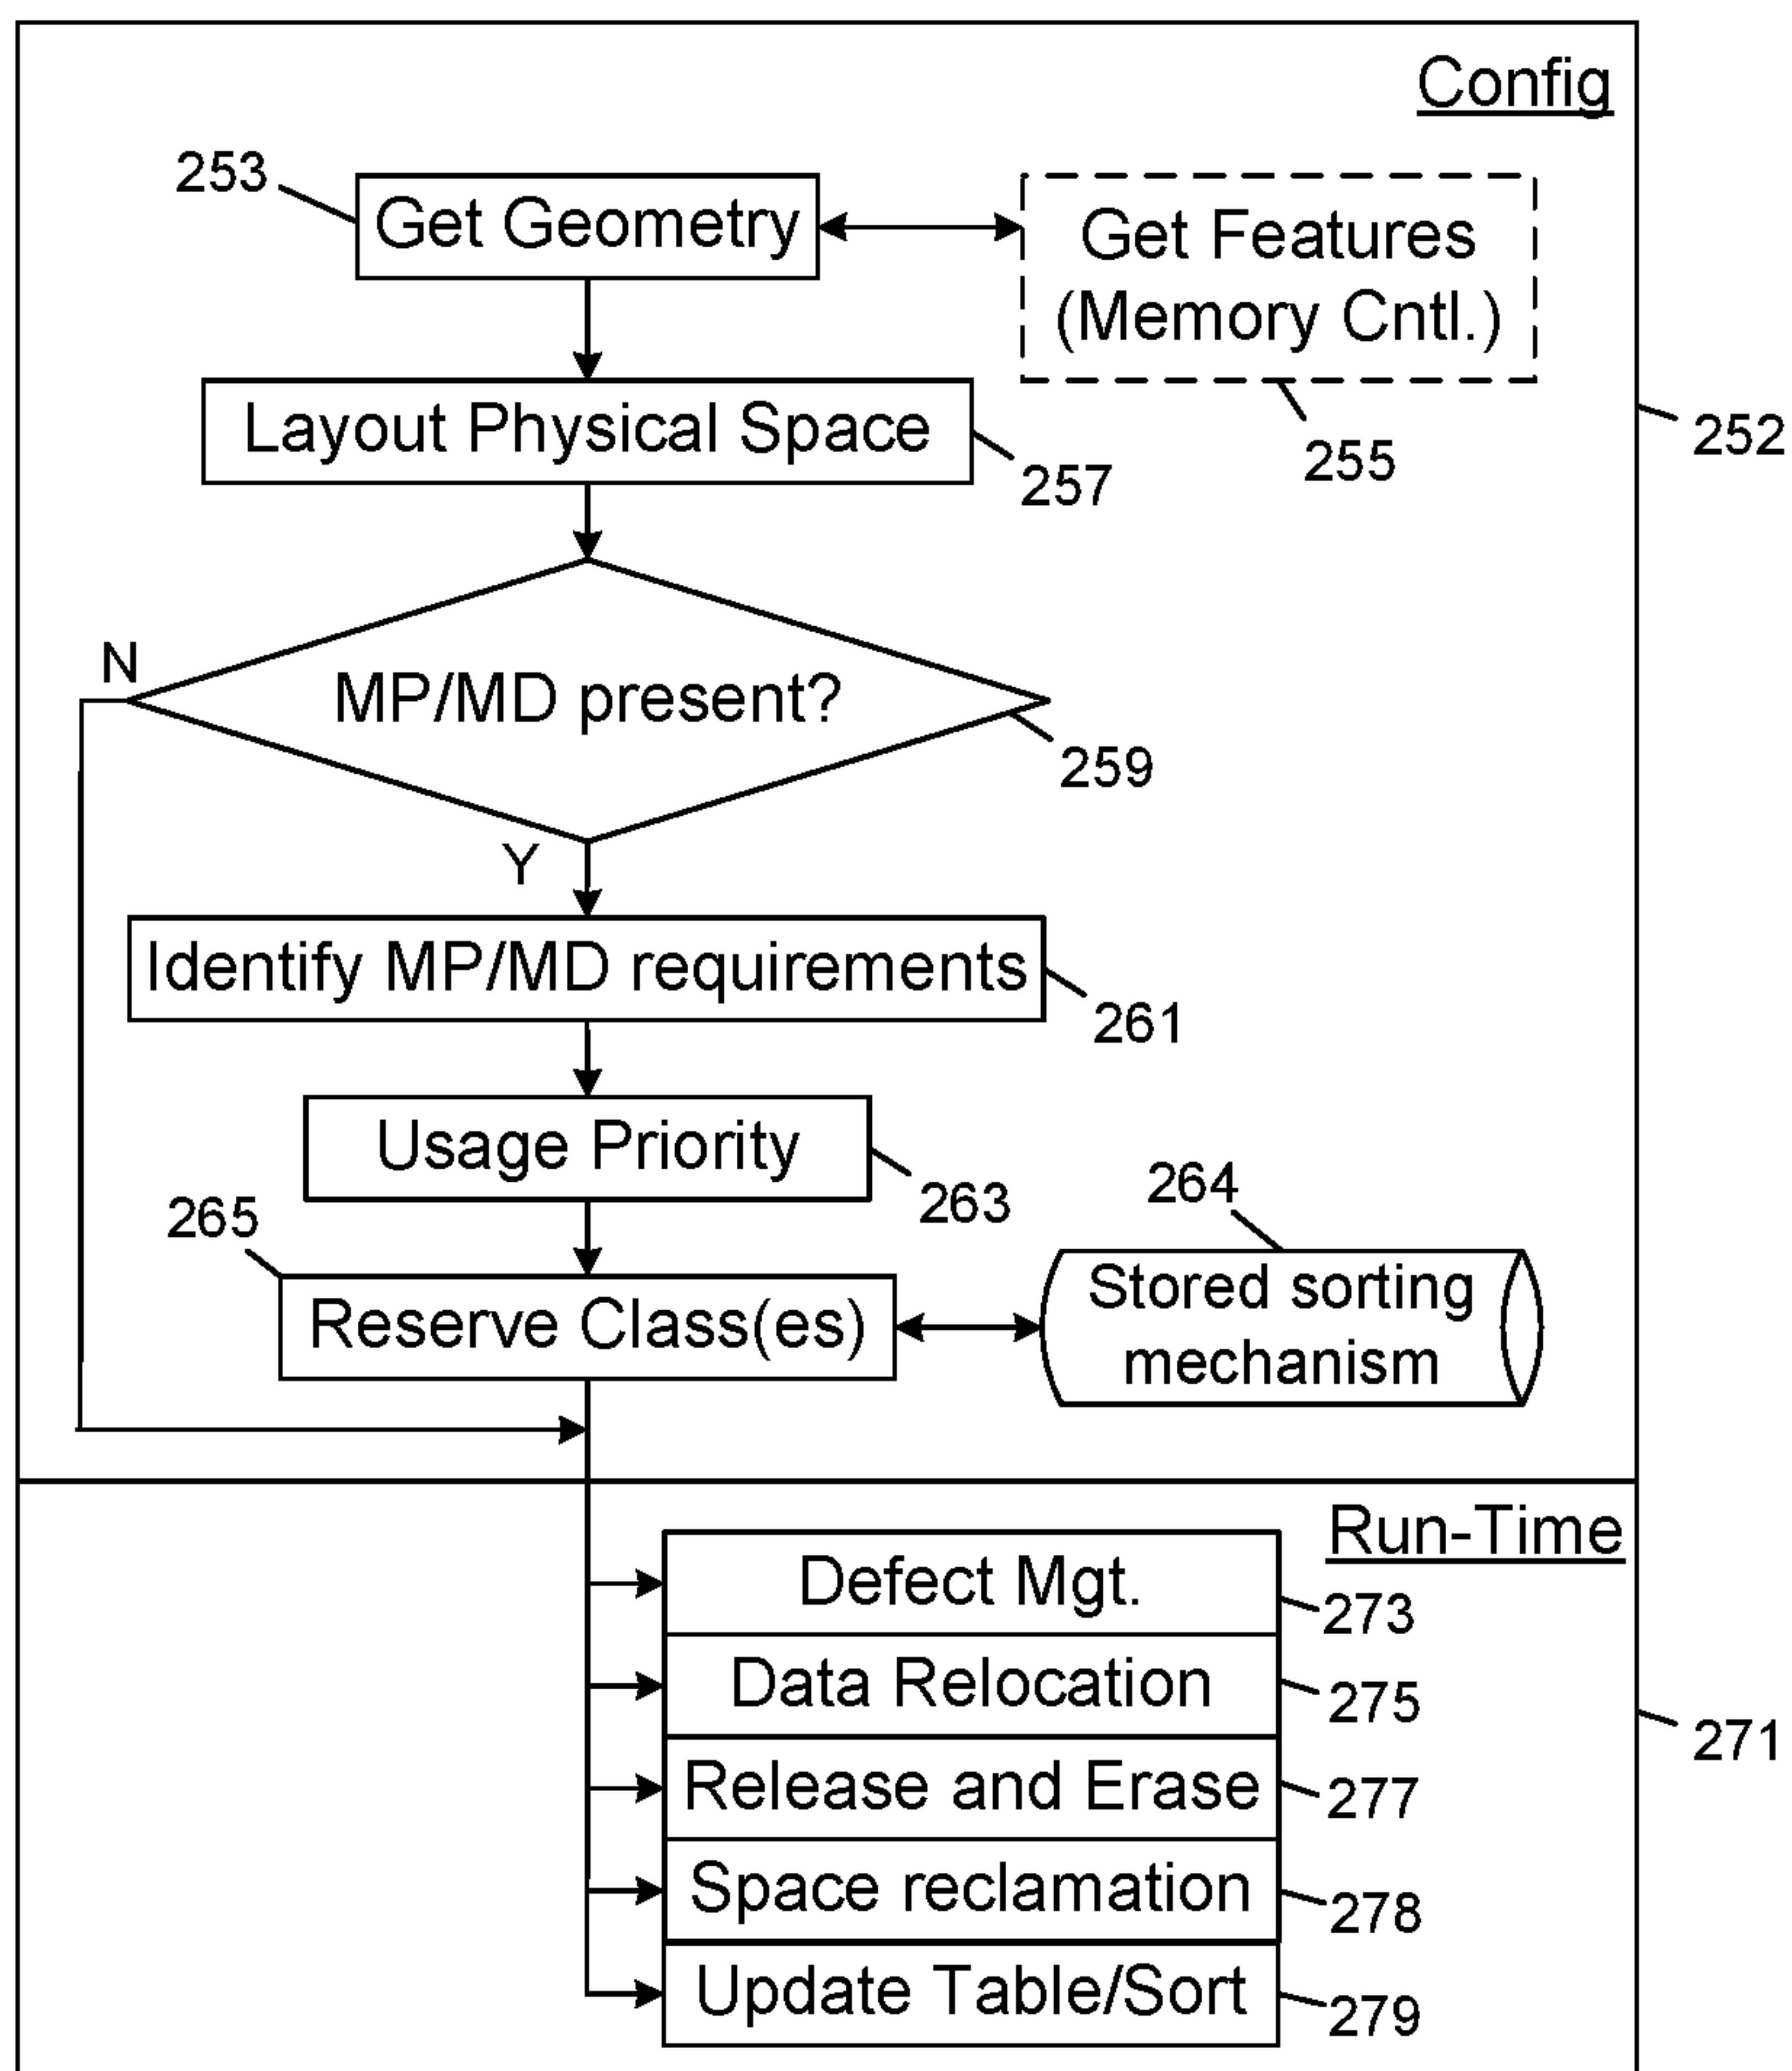 Config
253
Get Geometry
Get Features
(Memory Cntl.)
252
Layout Physical Space
255
257
N
MP/MD present?
259
Y
Identify MP/MD requirements
261
Usage Priority
264
265
263
Stored sorting
mechanism
Reserve Class(es)
Run-Time
Defect Mgt.
273
Data Relocation
275
271
Release and Erase
277
Space reclamation
278
Update Table/Sort
279